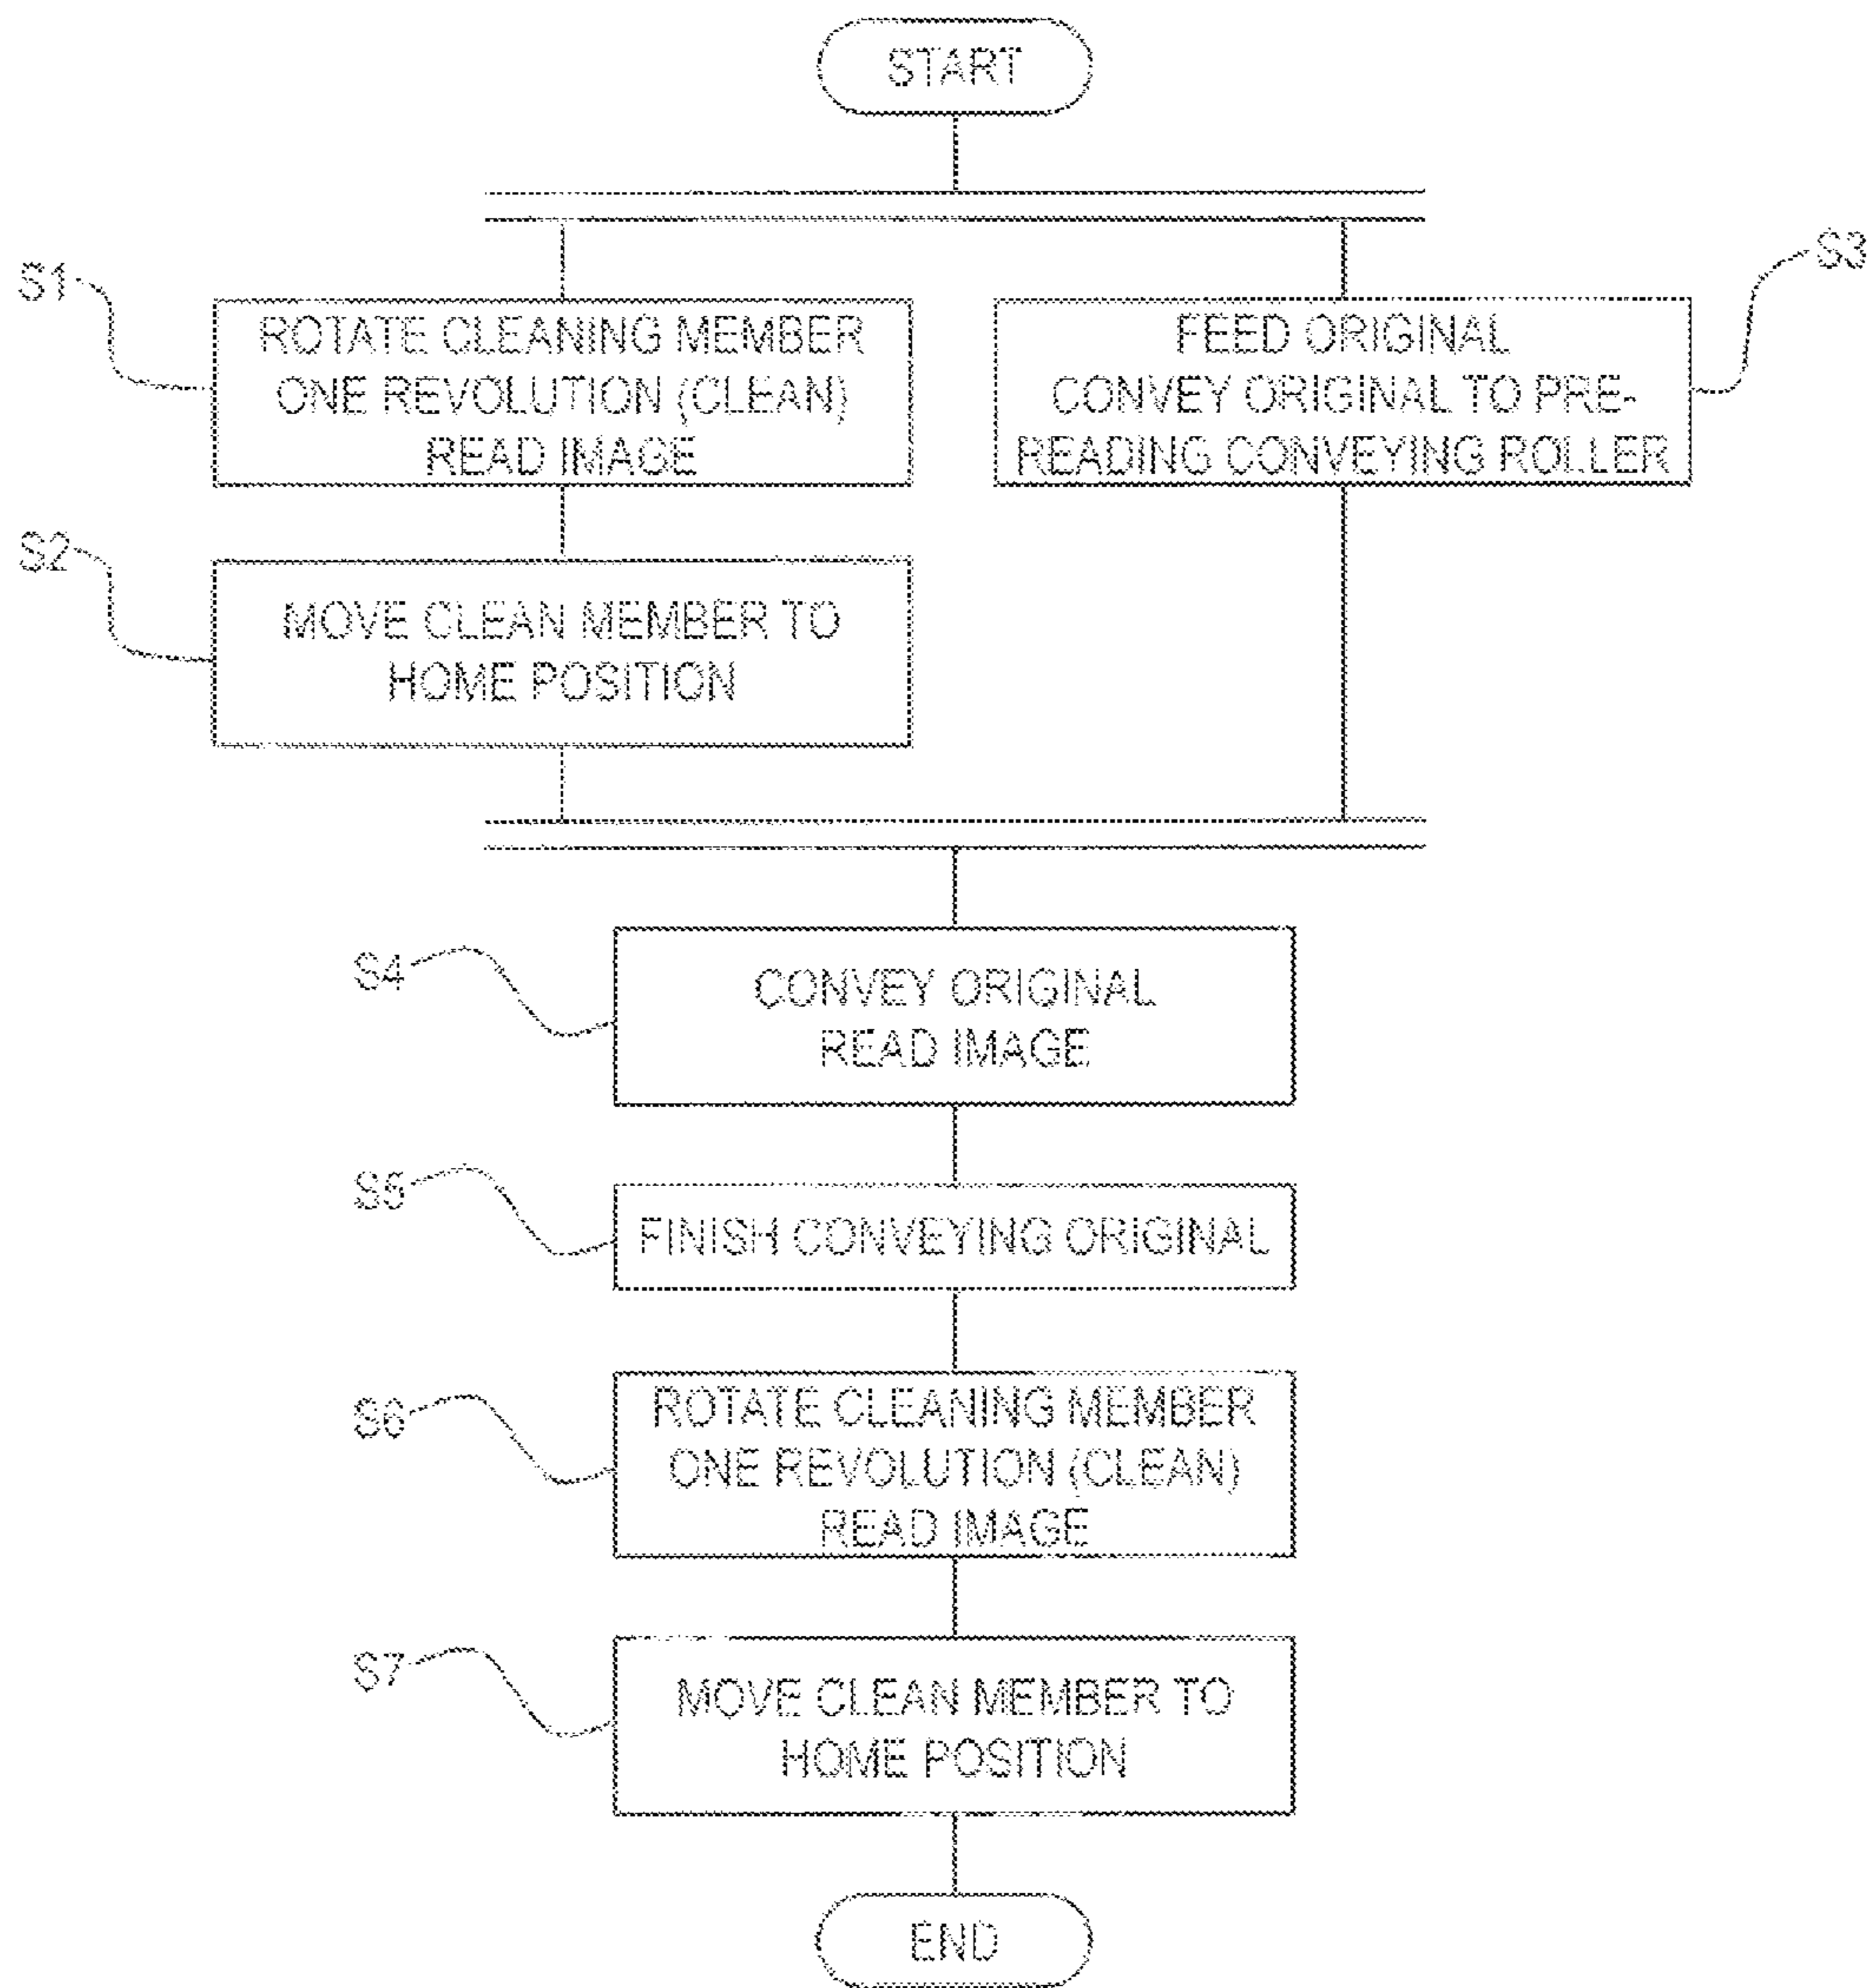 START
S1
ROTATE CLEANING MEMBER
ONE REVOLUTION (CLEAN)
READ IMAGE
S3
FEED ORIGINAL
CONVEY ORIGINAL TO PRE-
READING CONVEYING ROLLER
S2
MOVE CLEAN MEMBER TO
HOME POSITION
S4
CONVEY ORIGINAL
READ IMAGE
S5
FINISH CONVEYING ORIGINAL
S6
ROTATE CLEANING MEMBER
ONE REVOLUTION (CLEAN)
READ IMAGE
S7
MOVE CLEAN MEMBER TO
HOME POSITION
END